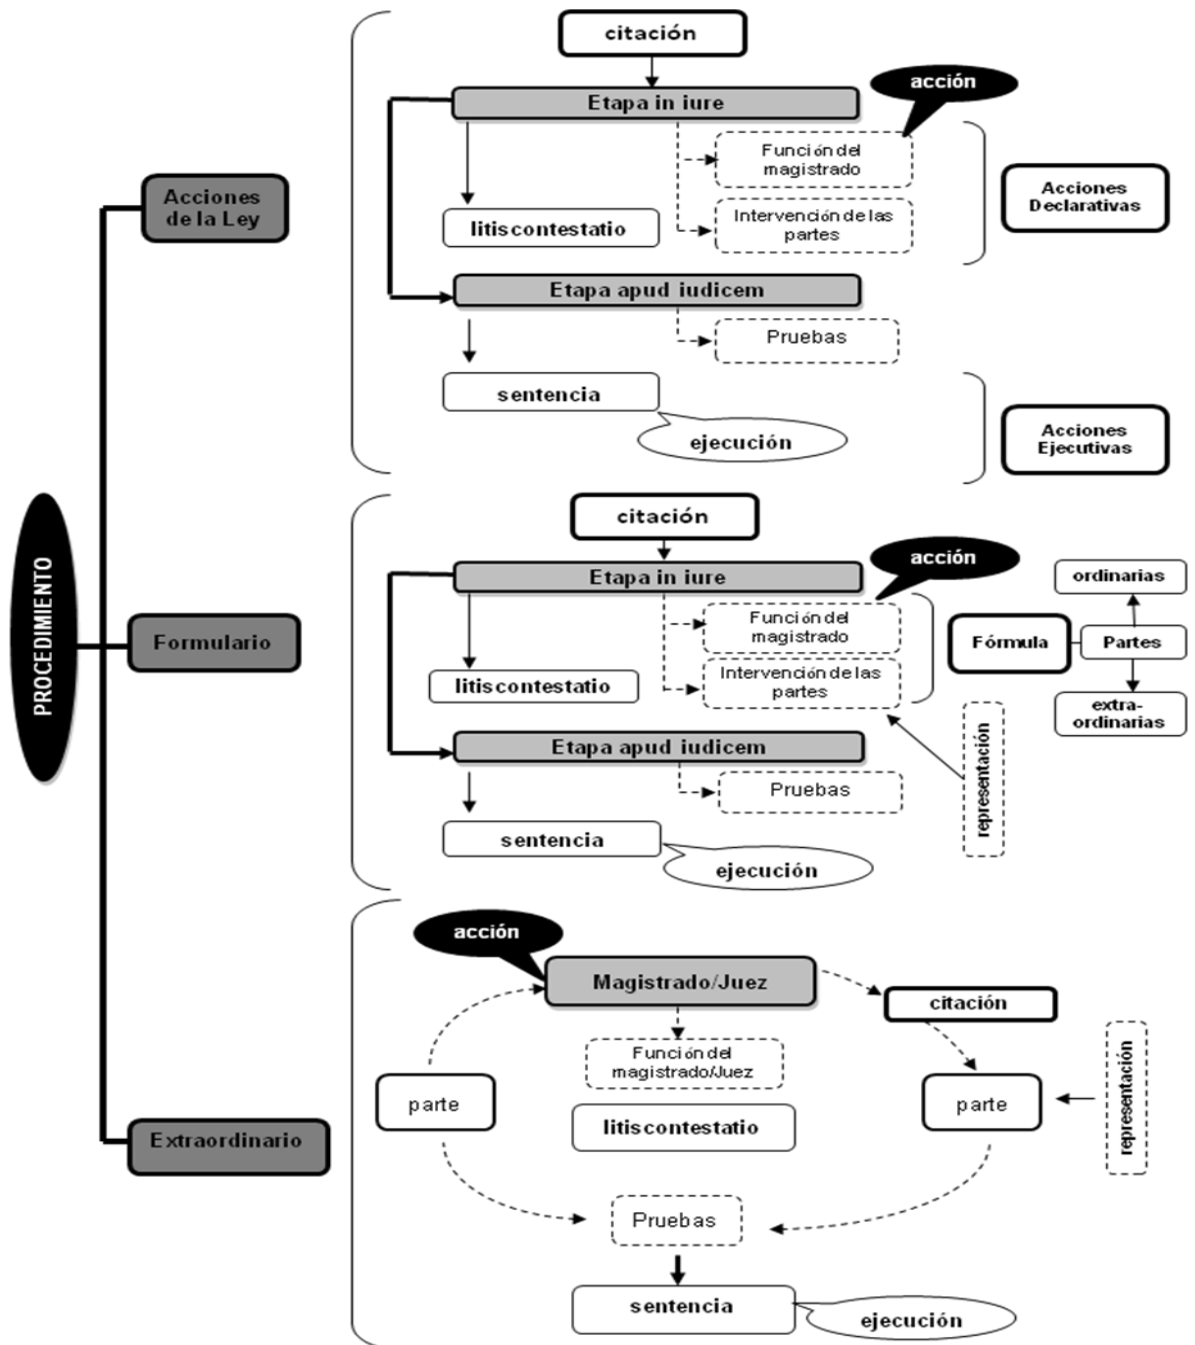 PROCEDIMIENTO
Acciones
de la Ley
citación
Etapa in iure
acción
Función del
magistrado
Intervención de las
partes
litiscontestatio
Acciones
Declarativas
Etapa apud iudicem
Pruebas
sentencia
ejecución
Acciones
Ejecutivas
Formulario
citación
Etapa in iure
acción
Función del
magistrado
Intervención de las
partes
litiscontestatio
Fórmula
ordinarias
Partes
extra-
ordinarias
representación
Etapa apud iudicem
Pruebas
sentencia
ejecución
Extraordinario
acción
Magistrado/Juez
citación
Función del
magistrado/Juez
parte
parte
representación
litiscontestatio
Pruebas
sentencia
ejecución